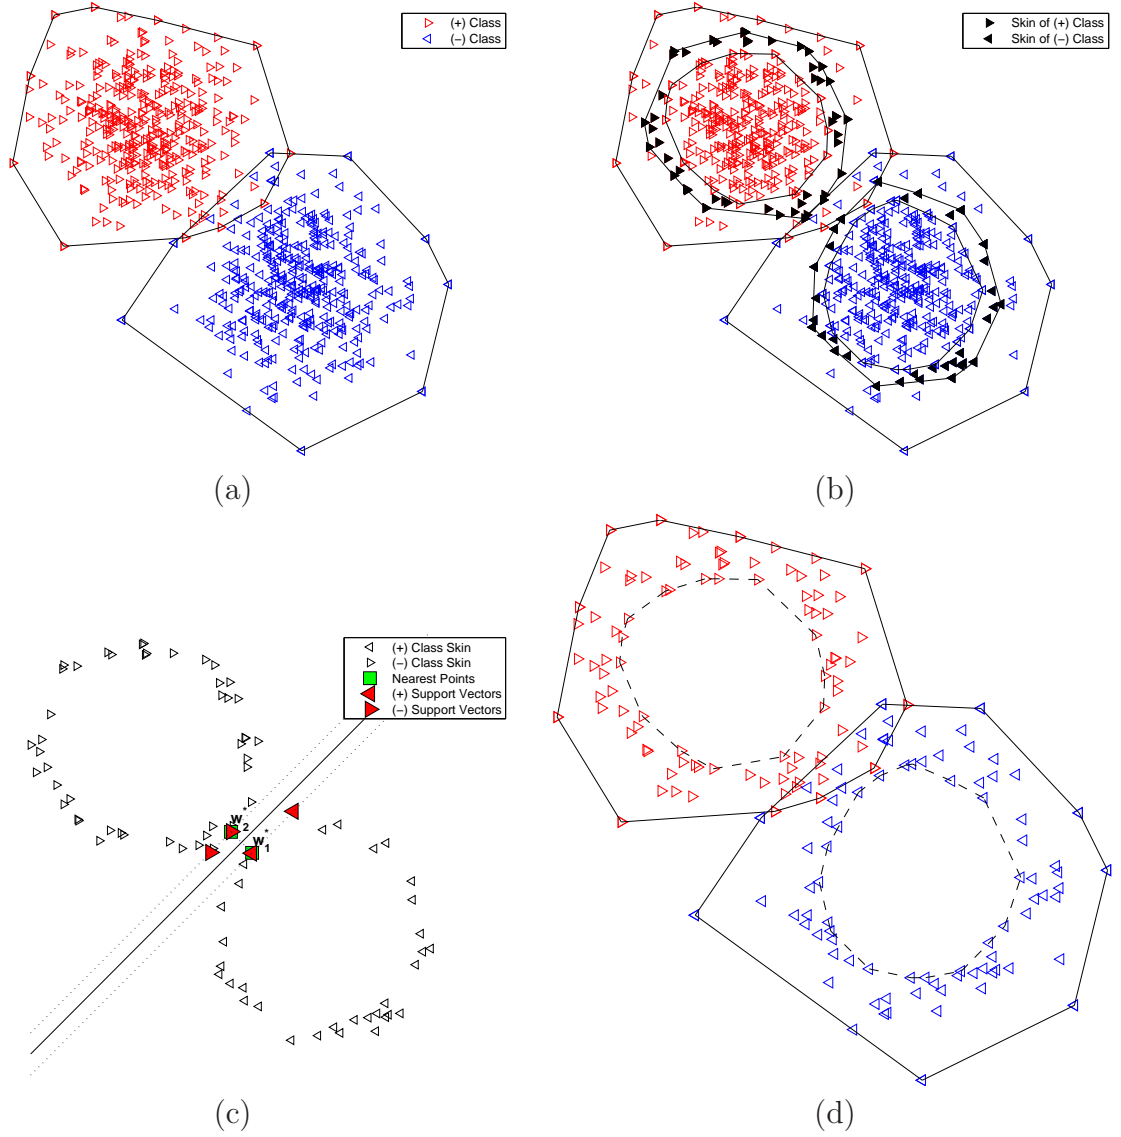 (+) Class
(−) Class
(a)
Skin of (+) Class
Skin of (−) Class
(b)
(+) Class Skin
(−) Class Skin
Nearest Points
(+) Support Vectors
(−) Support Vectors
w*2
w*1
(c)
(d)